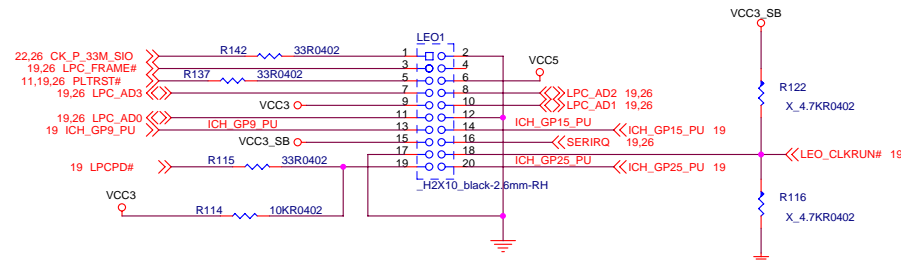 VCC3_SB
LEO1
22,26 CK_P_33M_SIO R142 33R0402 1 2
19,26 LPC_FRAME# 3 4 VCC5
11,19,26 PLTRST# R137 33R0402 5 6
19,26 LPC_AD3 7 8 LPC_AD2 19,26
VCC3 9 10 LPC_AD1 19,26
R122
X_4.7KR0402
19,26 LPC_AD0 11 12
19 ICH_GP9_PU ICH_GP9_PU 13 14 ICH_GP15_PU ICH_GP15_PU 19
VCC3_SB 15 16 SERIRQ 19,26
17 18 LEO_CLKRUN# 19
19 LPCPD# R115 33R0402 19 20 ICH_GP25_PU ICH_GP25_PU 19
_H2X10_black-2.6mm-RH
VCC3
R114 10KR0402
R116
X_4.7KR0402